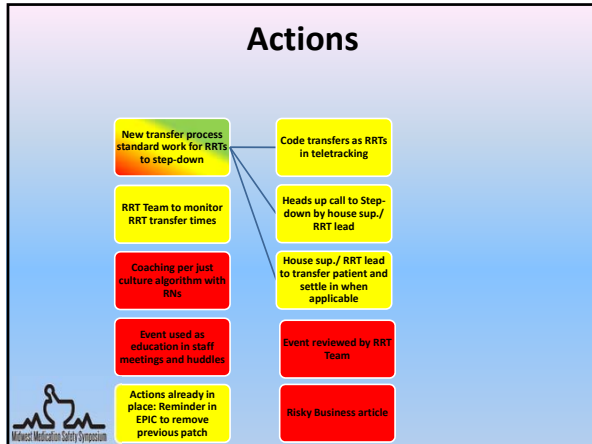 Actions
New transfer process
standard work for RRTs
to step-down
RRT Team to monitor
RRT transfer times
Coaching per just
culture algorithm with
RNs
Event used as
education in staff
meetings and huddles
Actions already in
place: Reminder in
EPIC to remove
previous patch
Code transfers as RRTs
in teletracking
Heads up call to Step-
down by house sup./
RRT lead
House sup./ RRT lead
to transfer patient and
settle in when
applicable
Event reviewed by RRT
Team
Risky Business article
Midwest Medication Safety Symposium